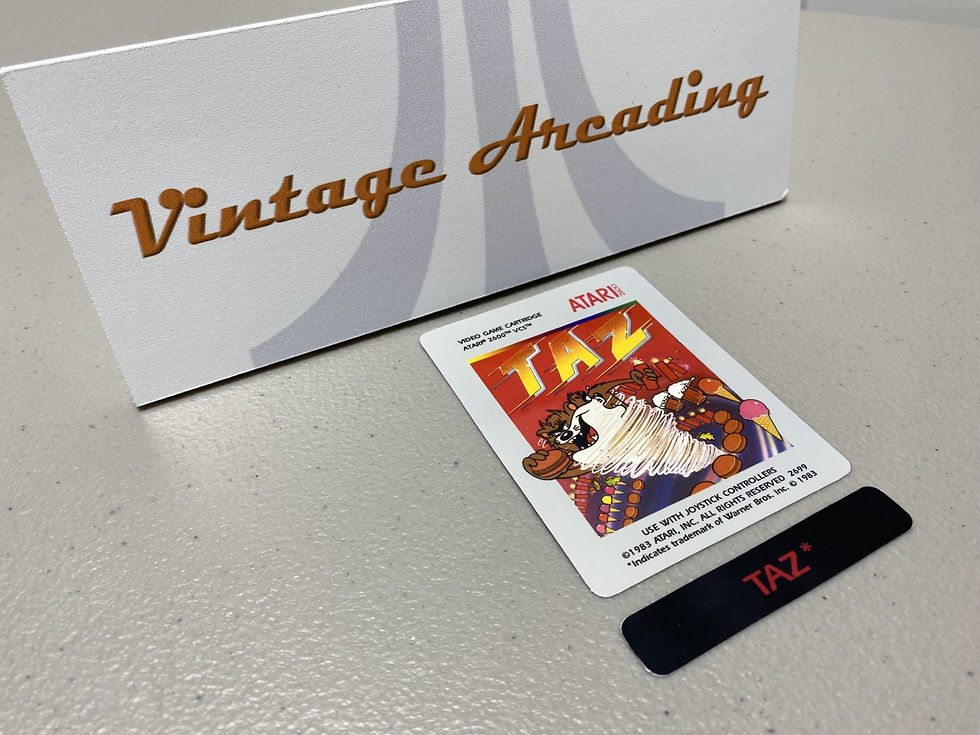 Vintage Arcading
VIDEO GAME CARTRIDGE
ATARI® 2600™ VCS™
ATARI 2600
TAZ
USE WITH JOYSTICK CONTROLLERS
©1983 ATARI, INC. ALL RIGHTS RESERVED 2699
*Indicates trademark of Warner Bros. Inc. © 1983
TAZ*